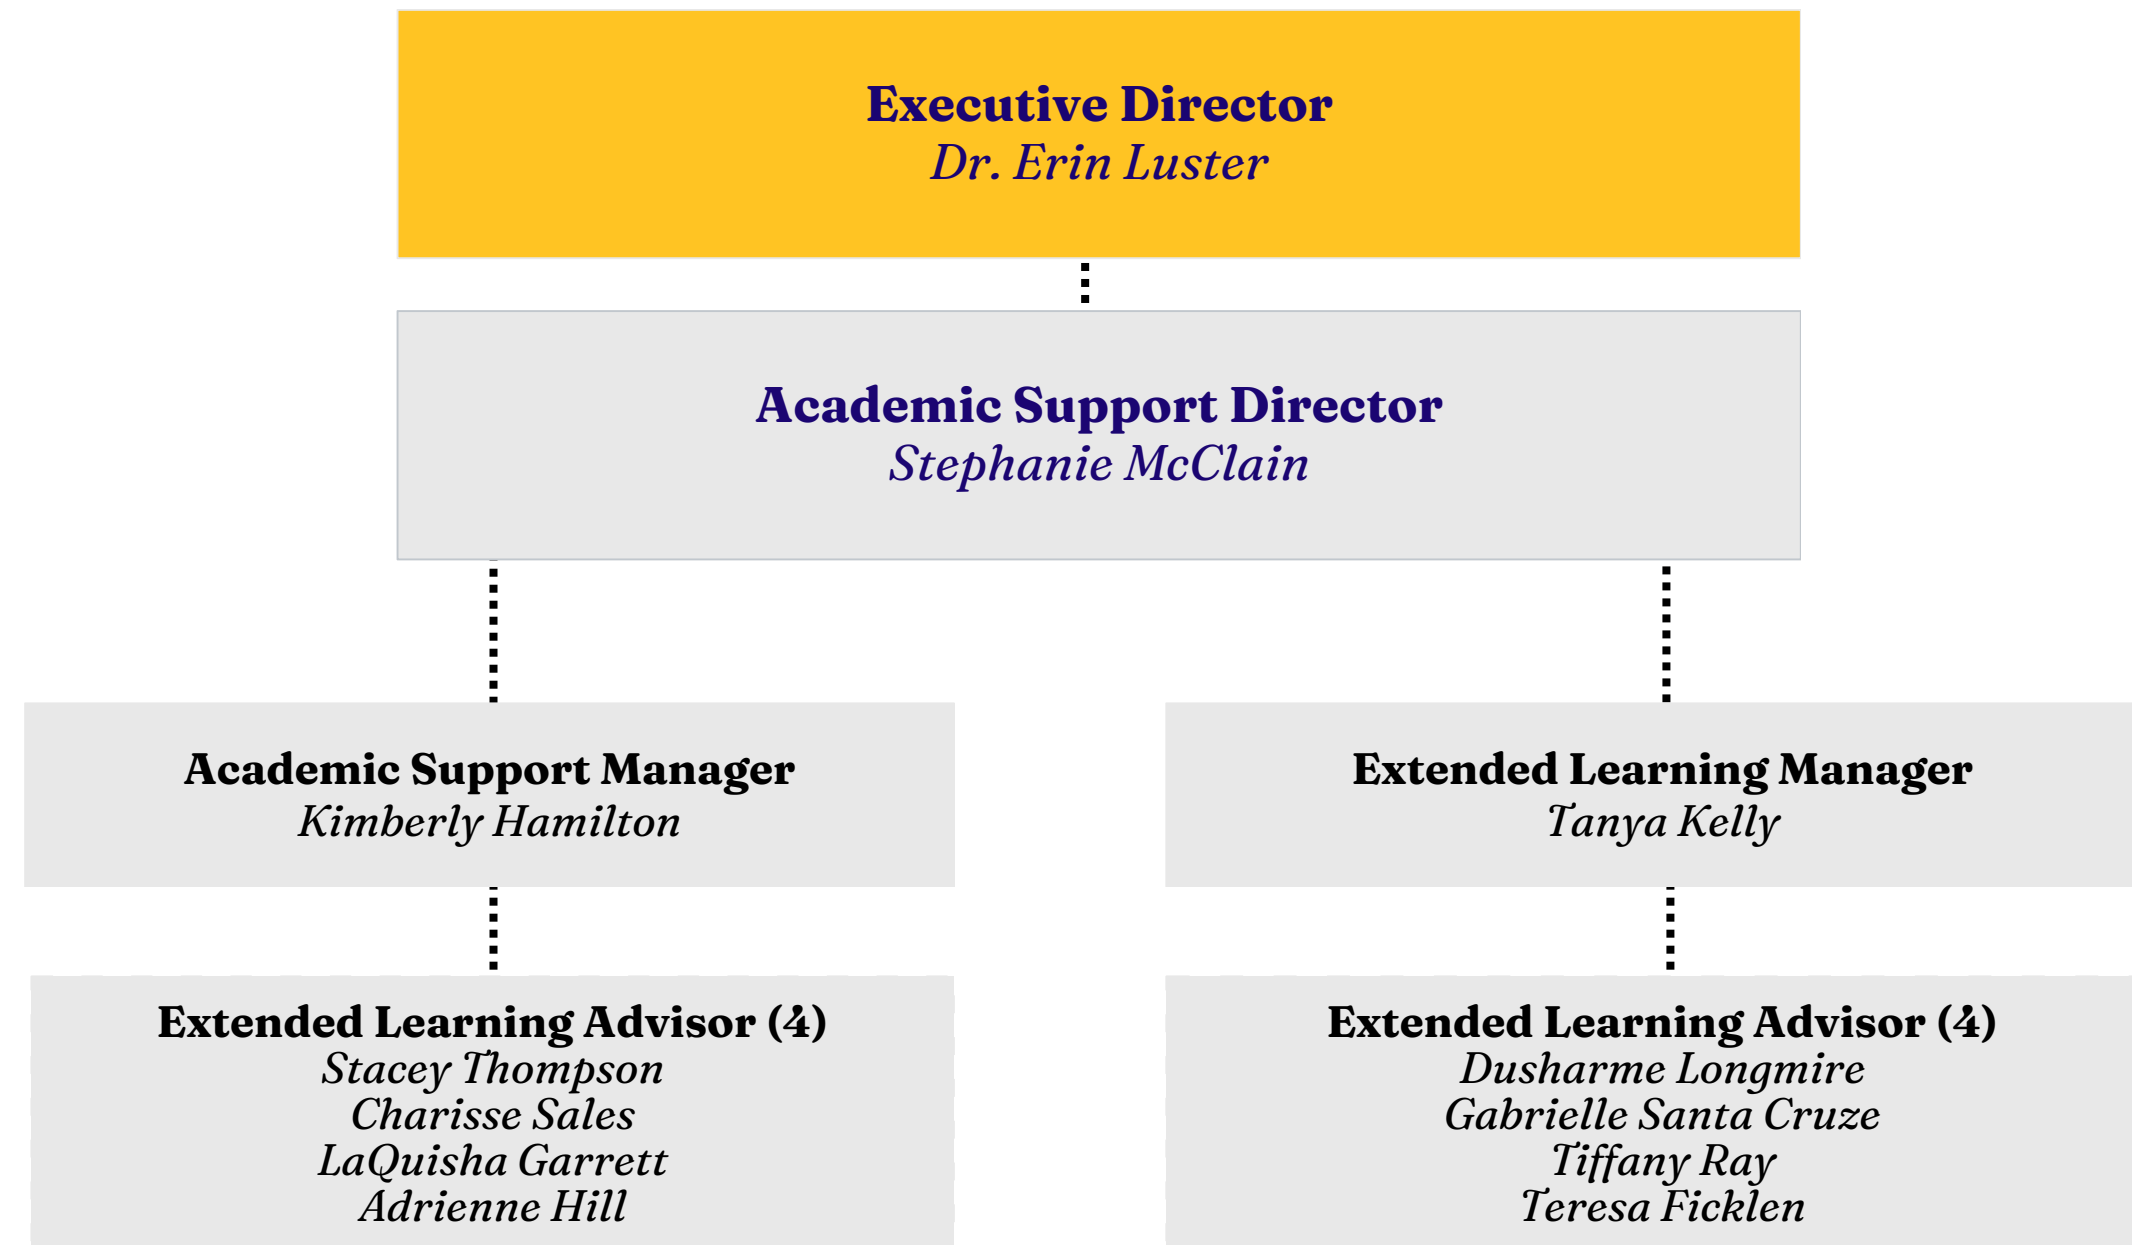 Executive Director
Dr. Erin Luster
Academic Support Director
Stephanie McClain
Academic Support Manager
Kimberly Hamilton
Extended Learning Manager
Tanya Kelly
Extended Learning Advisor (4)
Stacey Thompson
Charisse Sales
LaQuisha Garrett
Adrienne Hill
Extended Learning Advisor (4)
Dusharme Longmire
Gabrielle Santa Cruze
Tiffany Ray
Teresa Ficklen